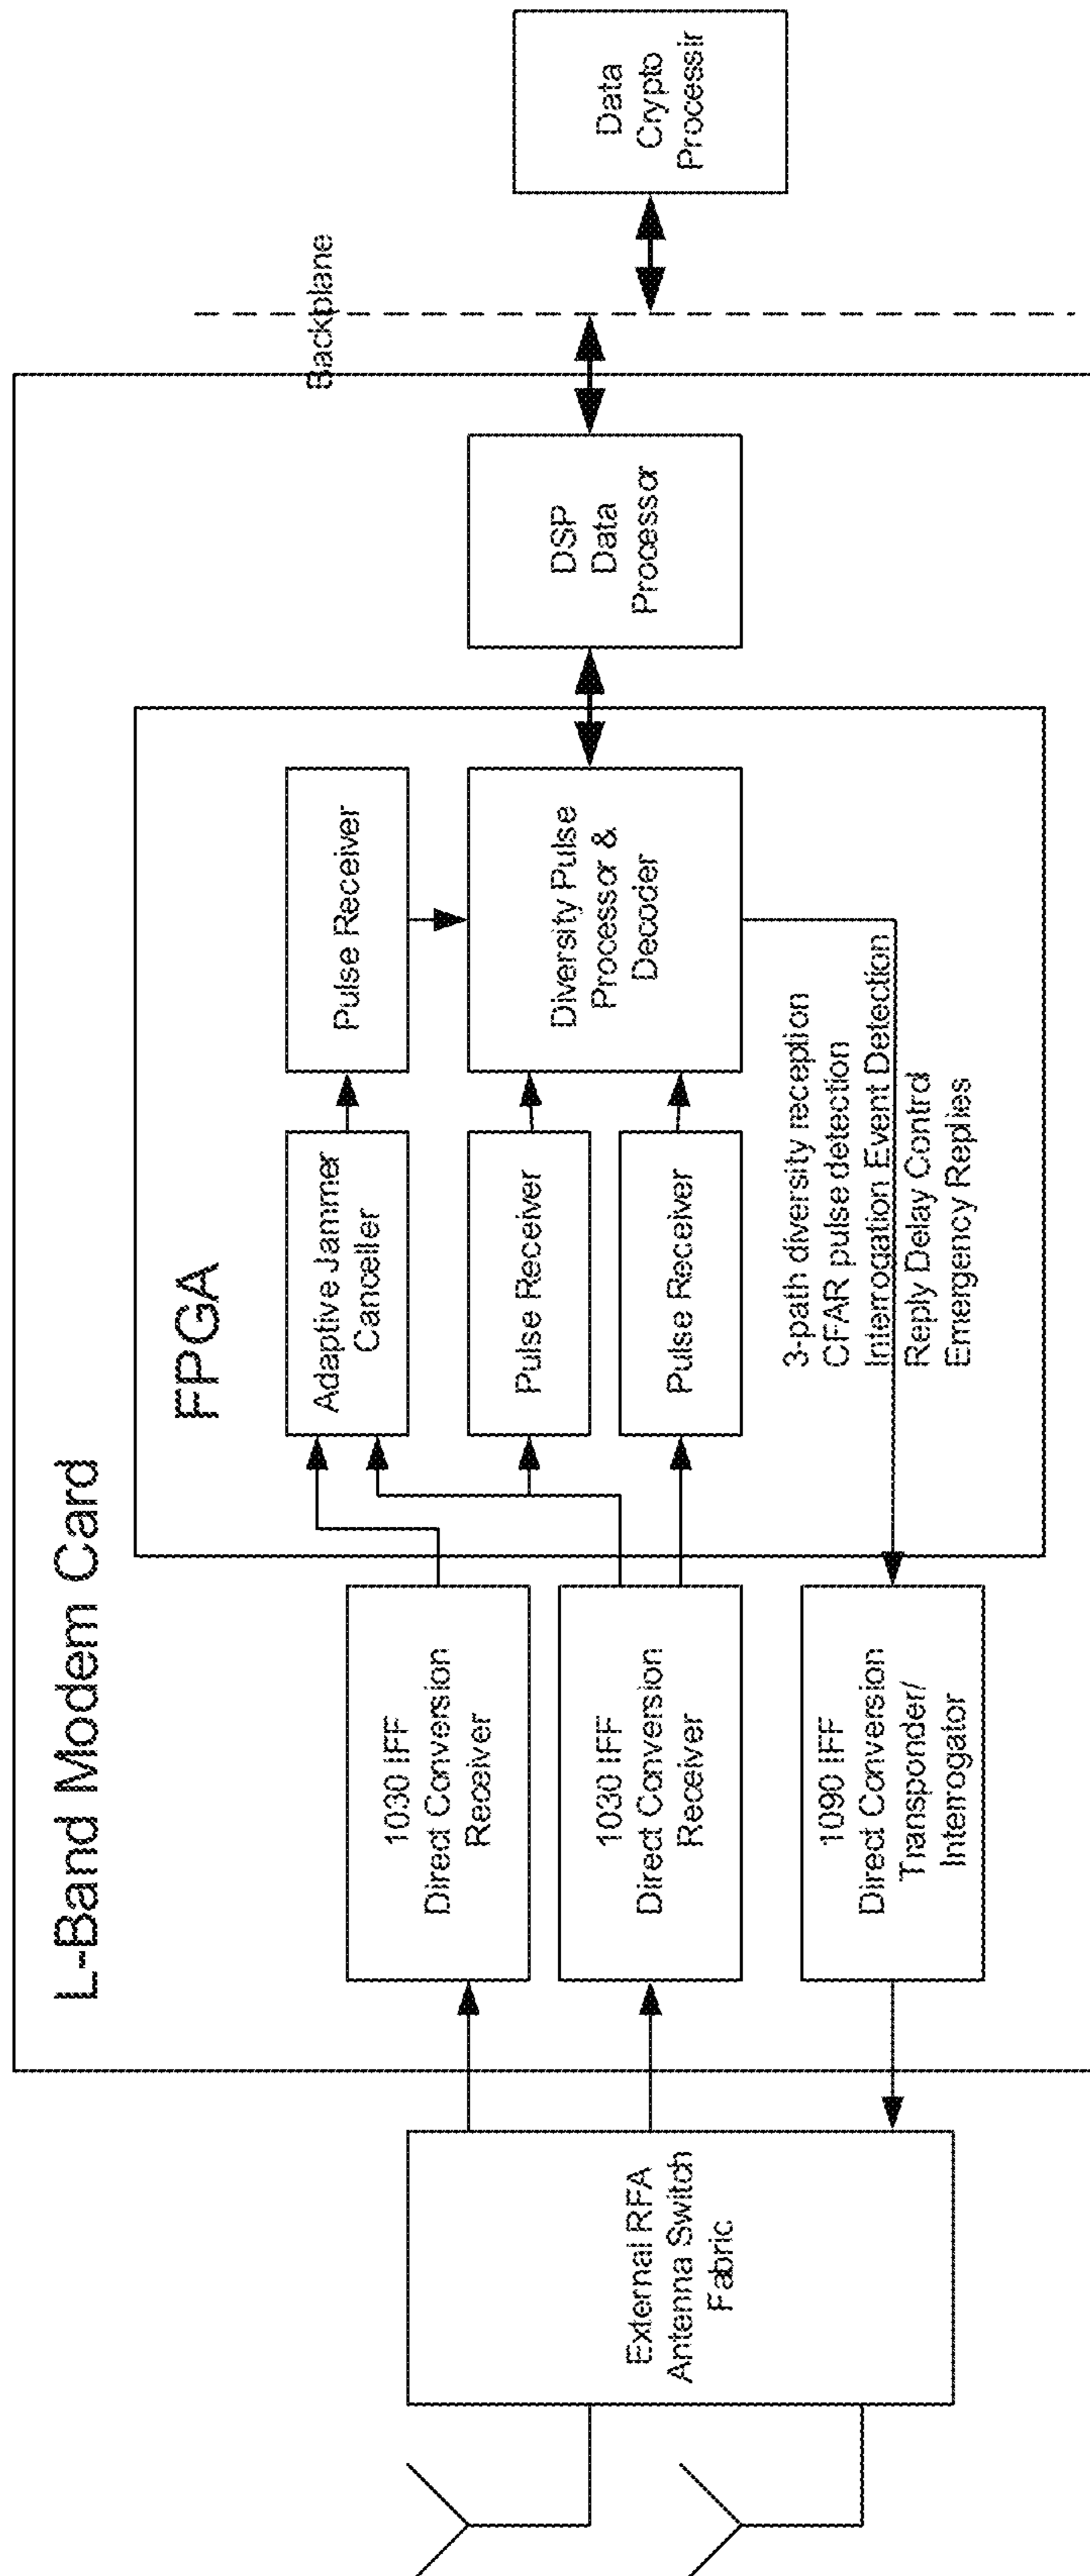 L-Band Modem Card
FPGA
Backplane
External RFA
Antenna Switch
Fabric
1030 IFF
Direct Conversion
Receiver
1030 IFF
Direct Conversion
Receiver
1090 IFF
Direct Conversion
Transponder/
Interrogator
Adaptive Jammer
Canceller
Pulse Receiver
Pulse Receiver
Pulse Receiver
Diversity Pulse
Processor &
Decoder
3-path diversity reception
CFAR pulse detection
Interrogation Event Detection
Reply Delay Control
Emergency Replies
DSP
Data
Processor
Data
Crypto
Processir